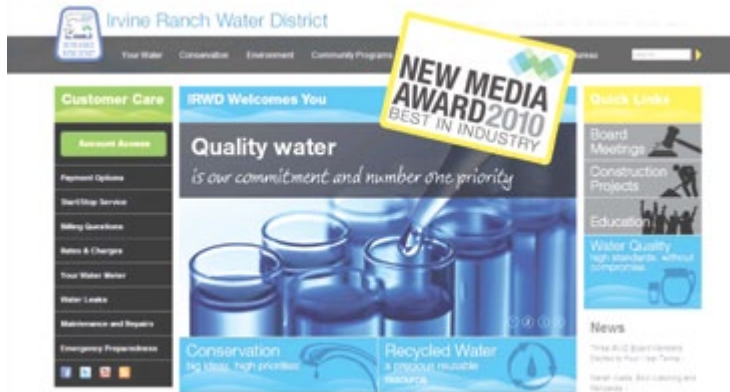 Irvine Ranch Water District
Your Water
Conservation
Environment
Community Programs
NEW MEDIA
AWARD 2010
BEST IN INDUSTRY
Customer Care
Account Access
Payment Options
Start/Stop Service
Billing Questions
Rates & Charges
Your Water Meter
Water Leaks
Maintenance and Repairs
Emergency Preparedness
IRWD Welcomes You
Quality water
is our commitment and number one priority
Conservation
big ideas, high priorities
Recycled Water
a precious reusable
resource
Quick Links
Board
Meetings
Construction
Projects
Education
Water Quality
high standards, without
compromise
News